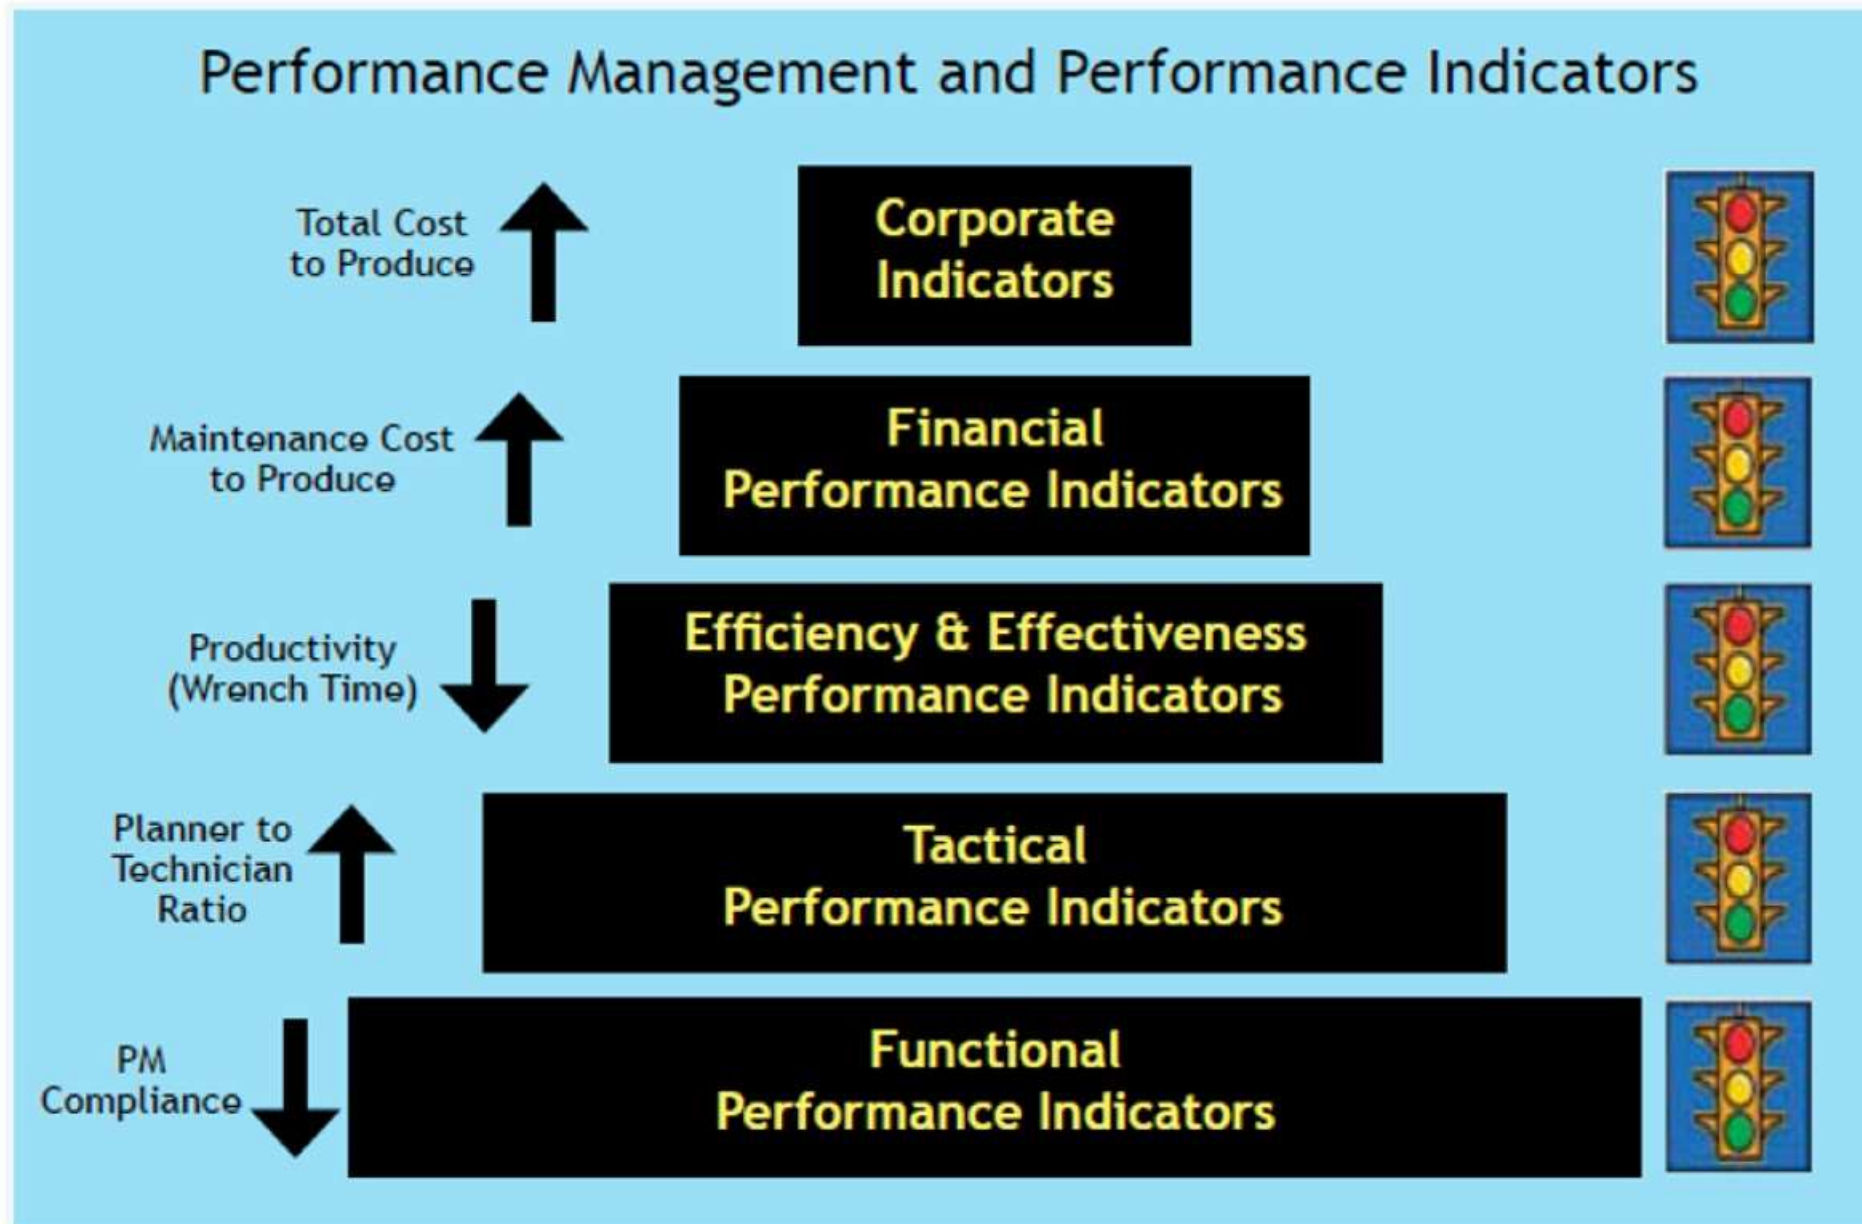 Performance Management and Performance Indicators
Total Cost
to Produce
Corporate
Indicators
Maintenance Cost
to Produce
Financial
Performance Indicators
Productivity
(Wrench Time)
Efficiency & Effectiveness
Performance Indicators
Planner to
Technician
Ratio
Tactical
Performance Indicators
PM
Compliance
Functional
Performance Indicators